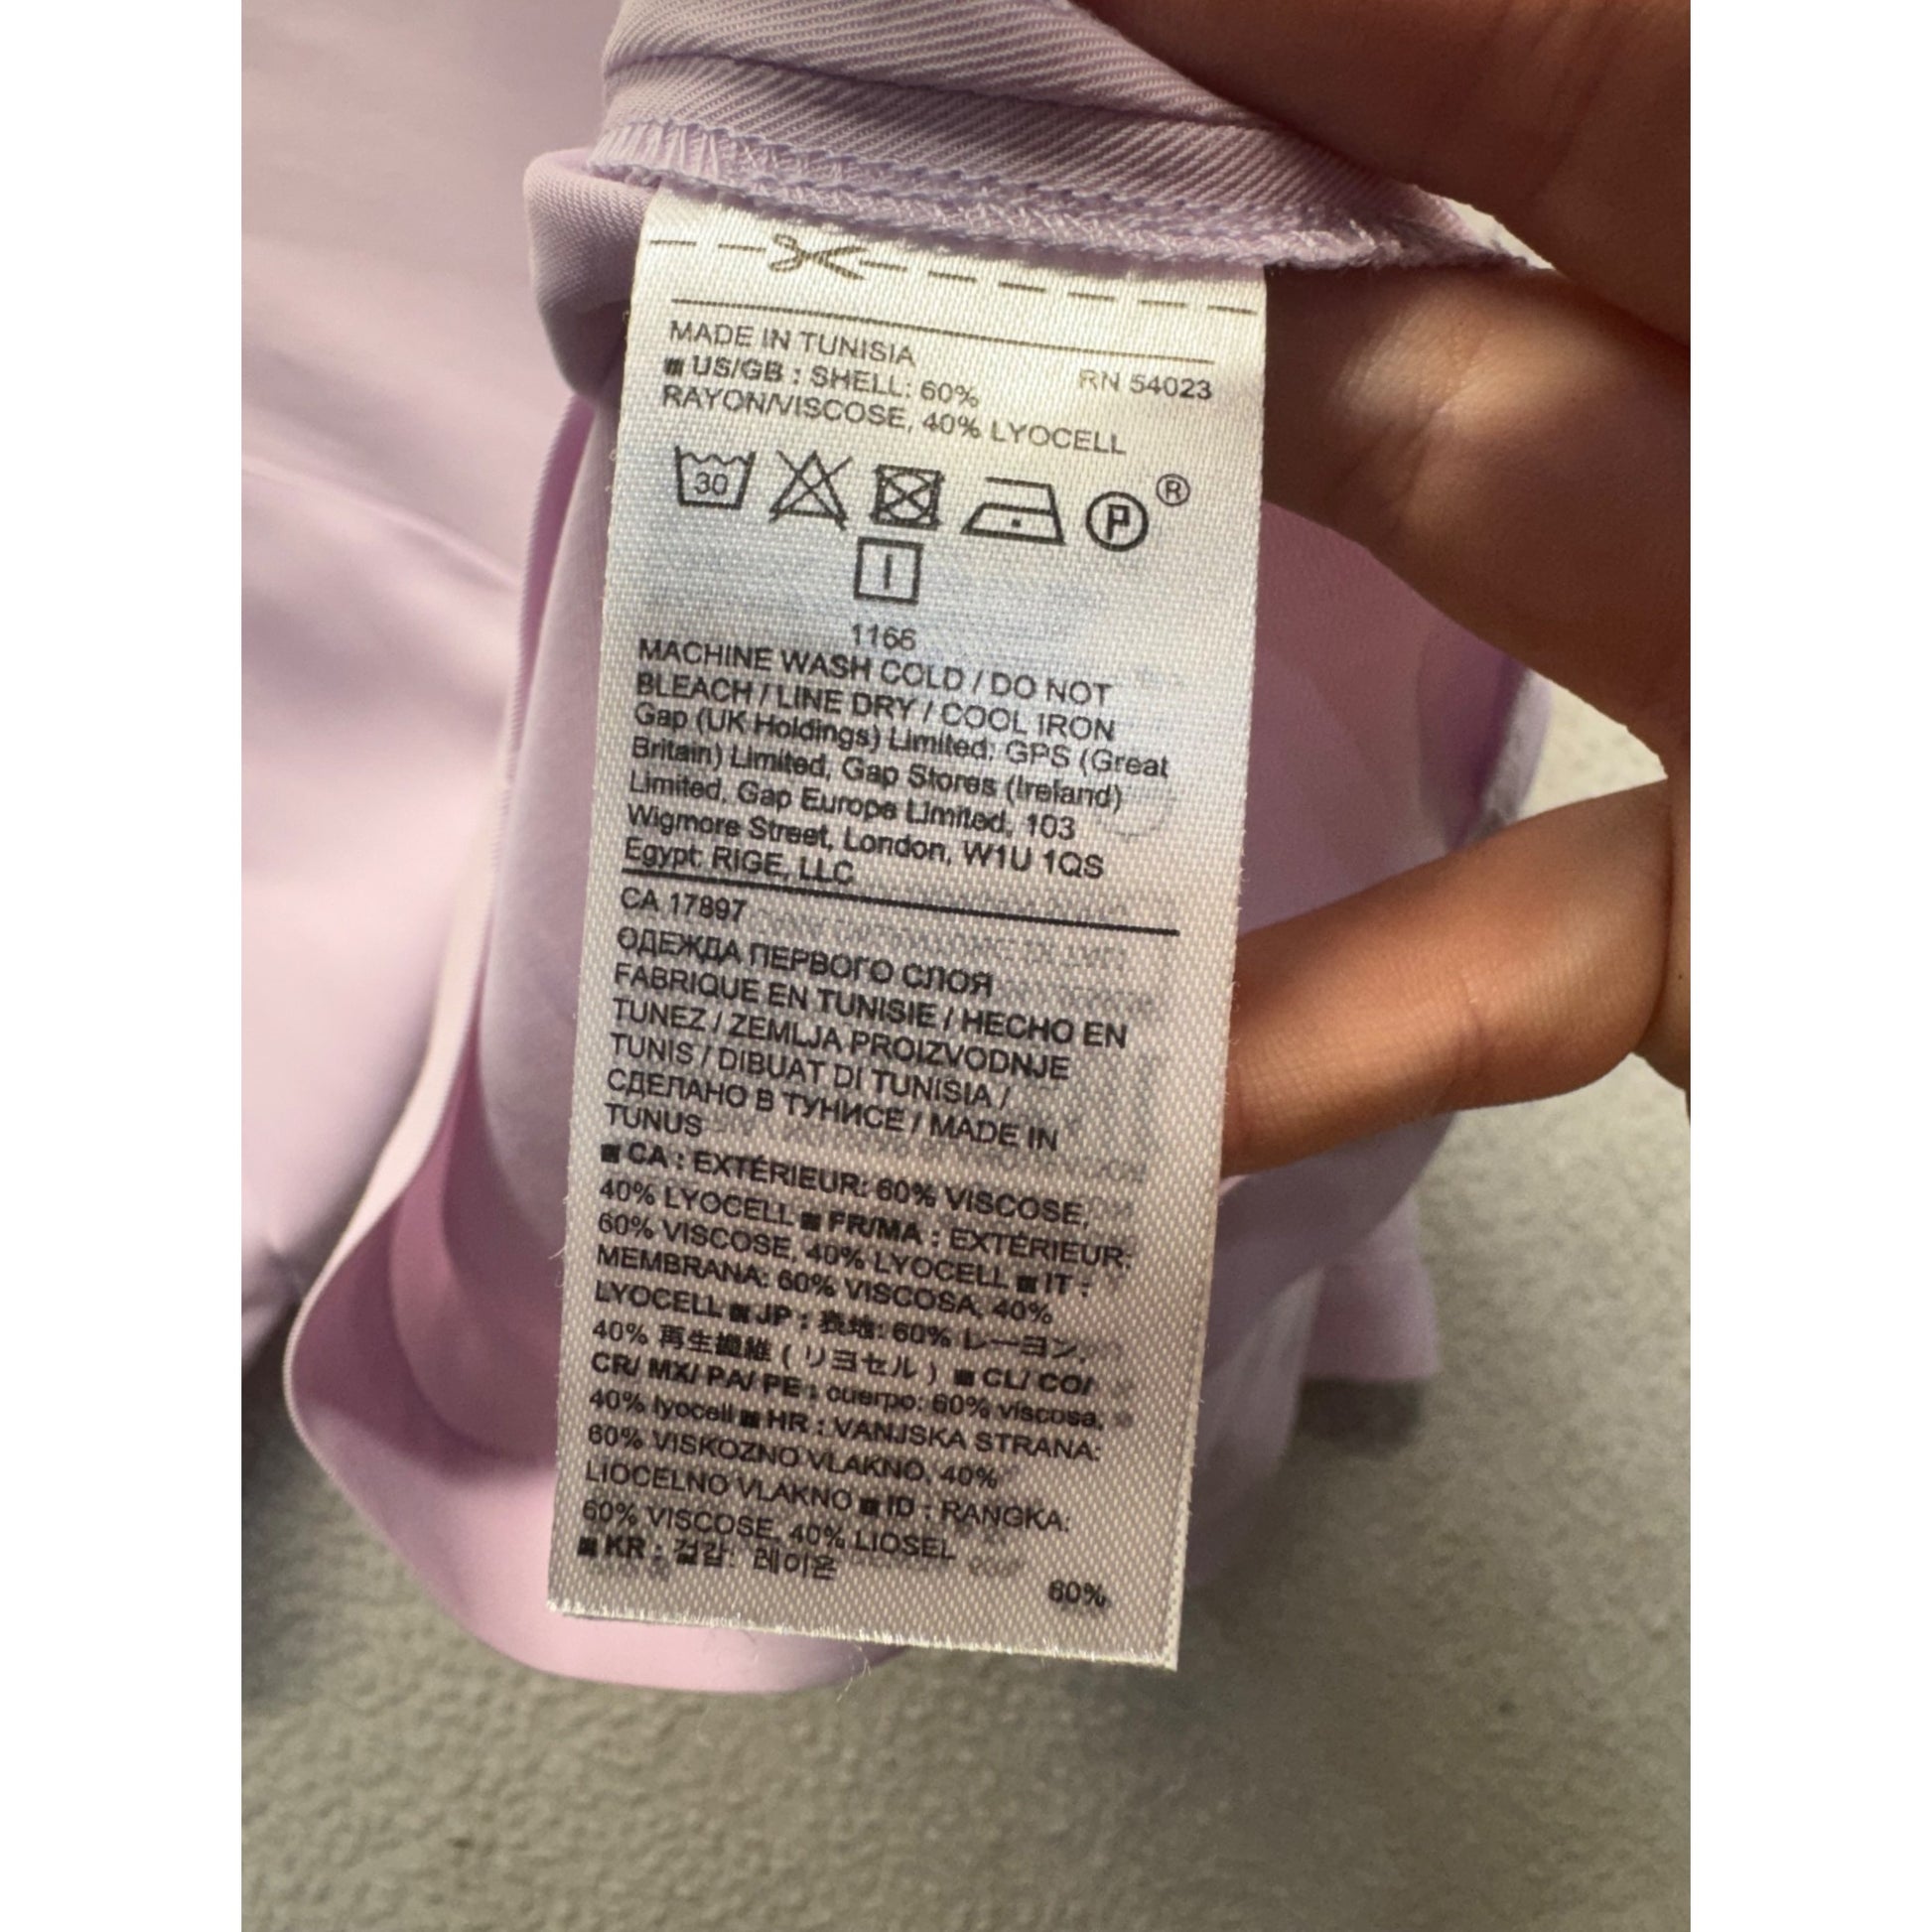 MADE IN TUNISIA
RN 54023
■ US/GB : SHELL: 60%
RAYON/VISCOSE, 40% LYOCELL
30
P
®
1166
MACHINE WASH COLD / DO NOT
BLEACH / LINE DRY / COOL IRON
Gap (UK Holdings) Limited: GPS (Great
Britain) Limited, Gap Stores (Ireland)
Limited, Gap Europe Limited, 103
Wigmore Street, London, W1U 1QS
Egypt: RIGE, LLC
CA 17897
ОДЕЖДА ПЕРВОГО СЛОЯ
FABRIQUE EN TUNISIE / HECHO EN
TUNEZ / ZEMLJA PROIZVODNJE
TUNIS / DIBUAT DI TUNISIA /
СДЕЛАНО В ТУНИСЕ / MADE IN
TUNUS
■ CA : EXTÉRIEUR: 60% VISCOSE,
40% LYOCELL ■ FR/MA : EXTÉRIEUR:
60% VISCOSE, 40% LYOCELL ■ IT :
MEMBRANA: 60% VISCOSA, 40%
LYOCELL ■ JP : 表地: 60% レーヨン,
40% 再生繊維 ( リヨセル ) ■ CL/ CO/
CR/ MX/ PA/ PE : cuerpo: 60% viscosa,
40% lyocell ■ HR : VANJSKA STRANA:
60% VISKOZNO VLAKNO, 40%
LIOCELNO VLAKNO ■ ID : RANGKA:
60% VISCOSE, 40% LIOSEL
■ KR : 겉감: 레이온
60%,